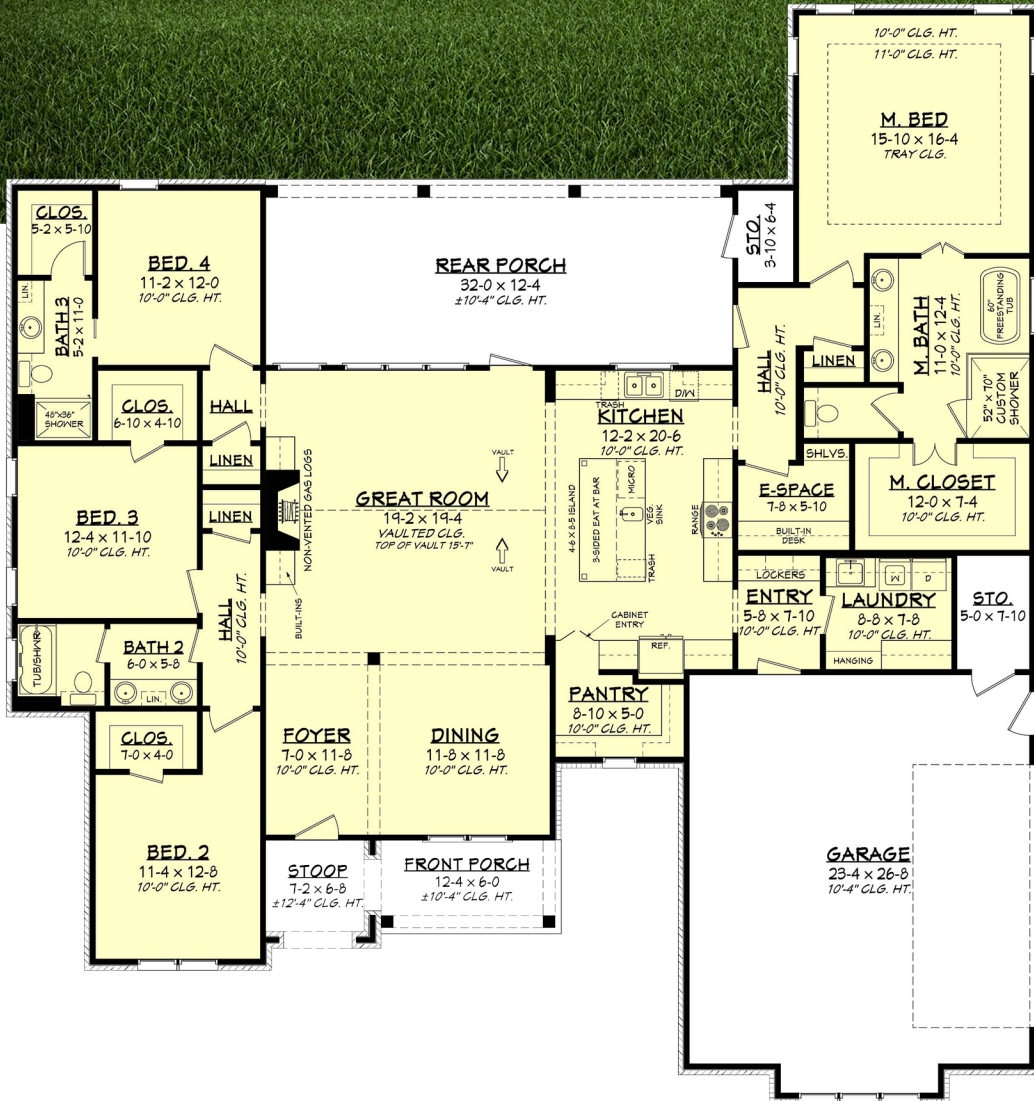 10'-0" CLG. HT.
11'-0" CLG. HT.
M. BED
15-10 x 16-4
TRAY CLG.
CLOS.
5-2 x 5-10
BED. 4
11-2 x 12-0
10'-0" CLG. HT.
REAR PORCH
32-0 x 12-4
±10'-4" CLG. HT.
STO.
3-10 x 6-4
LIN.
BATH 3
5-2 x 11-0
48"x36"
SHOWER
CLOS.
6-10 x 4-10
HALL
LINEN
LINEN
HALL
10'-0" CLG. HT.
LINEN
LIN.
M. BATH
11-0 x 12-4
10'-0" CLG. HT.
60"
FREESTANDING
TUB
52" x 70"
CUSTOM
SHOWER
TRASH
D/W
KITCHEN
12-2 x 20-6
10'-0" CLG. HT.
4-6 x 8-5 ISLAND
3-SIDED EAT AT BAR
MICRO
VEG.
SINK
TRASH
RANGE
VAULT
GREAT ROOM
19-2 x 19-4
VAULTED CLG.
TOP OF VAULT 15'-7"
VAULT
NON-VENTED GAS LOGS
BUILT-INS
BED. 3
12-4 x 11-10
10'-0" CLG. HT.
SHLVS.
E-SPACE
7-8 x 5-10
BUILT-IN
DESK
M. CLOSET
12-0 x 7-4
10'-0" CLG. HT.
LOCKERS
ENTRY
5-8 x 7-10
10'-0" CLG. HT.
W
D
LAUNDRY
8-8 x 7-8
10'-0" CLG. HT.
HANGING
STO.
5-0 x 7-10
HALL
10'-0" CLG. HT.
TUB/SHWR
BATH 2
6-0 x 5-8
LIN.
CABINET
ENTRY
REF.
PANTRY
8-10 x 5-0
10'-0" CLG. HT.
CLOS.
7-0 x 4-0
FOYER
7-0 x 11-8
10'-0" CLG. HT.
DINING
11-8 x 11-8
10'-0" CLG. HT.
BED. 2
11-4 x 12-8
10'-0" CLG. HT.
STOOP
7-2 x 6-8
±12'-4" CLG. HT.
FRONT PORCH
12-4 x 6-0
±10'-4" CLG. HT.
GARAGE
23-4 x 26-8
10'-4" CLG. HT.